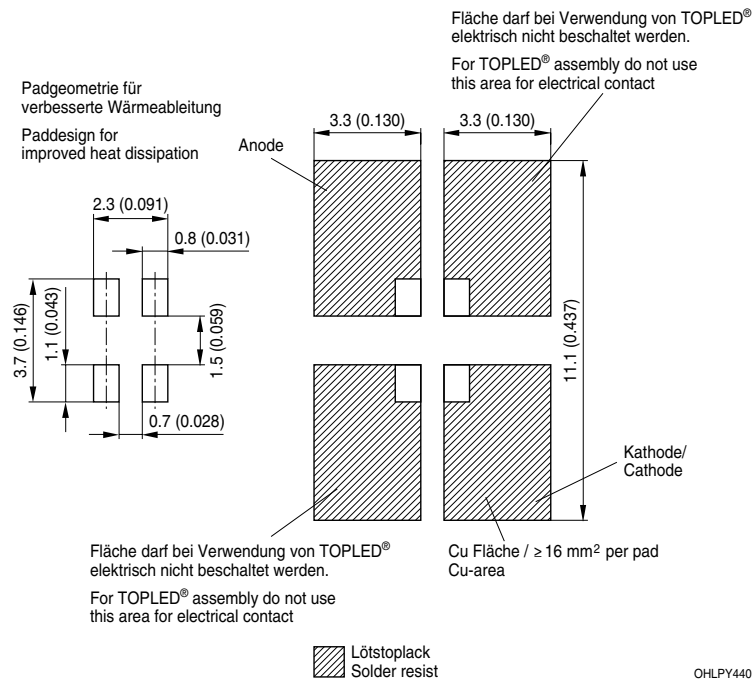 Fläche darf bei Verwendung von TOPLED®
elektrisch nicht beschaltet werden.
For TOPLED® assembly do not use
this area for electrical contact
Padgeometrie für
verbesserte Wärmeableitung
Paddesign for
improved heat dissipation
Anode
3.3 (0.130)
3.3 (0.130)
2.3 (0.091)
0.8 (0.031)
3.7 (0.146)
1.1 (0.043)
1.5 (0.059)
11.1 (0.437)
0.7 (0.028)
Kathode/
Cathode
Fläche darf bei Verwendung von TOPLED®
elektrisch nicht beschaltet werden.
For TOPLED® assembly do not use
this area for electrical contact
Cu Fläche / ≥ 16 mm² per pad
Cu-area
Lötstoplack
Solder resist
OHLPY440